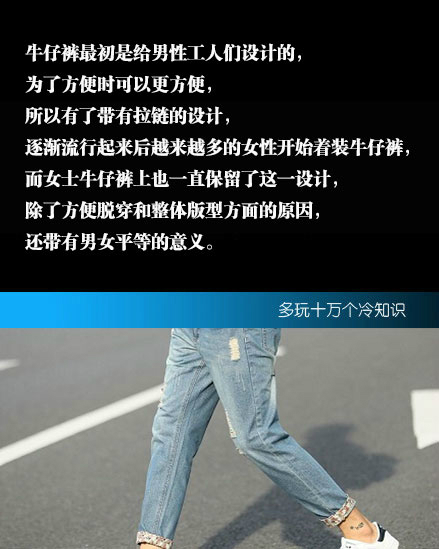 牛仔裤最初是给男性工人们设计的，
为了方便时可以更方便，
所以有了带有拉链的设计，
逐渐流行起来后越来越多的女性开始着装牛仔裤，
而女士牛仔裤上也一直保留了这一设计，
除了方便脱穿和整体版型方面的原因，
还带有男女平等的意义。
多玩十万个冷知识